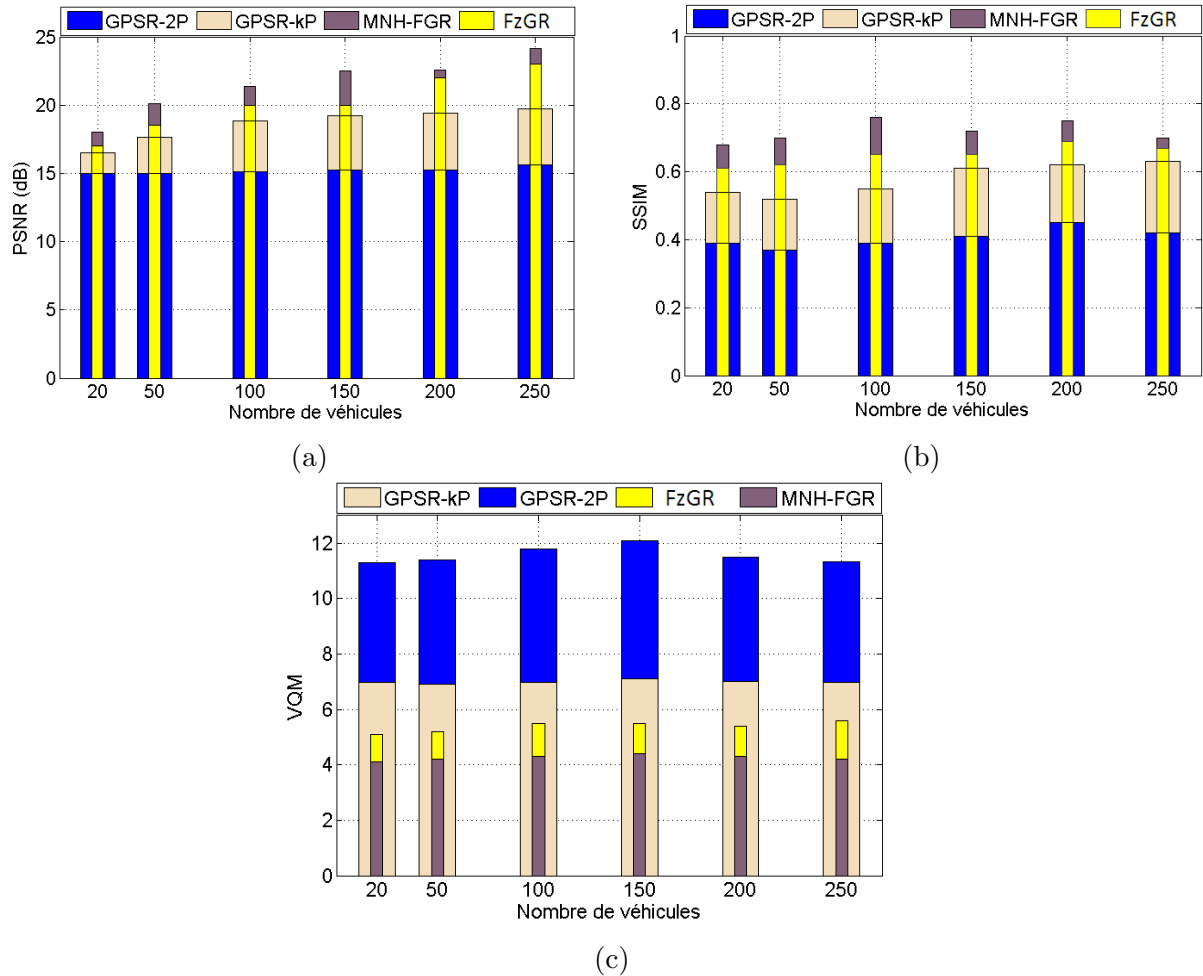 GPSR-2P GPSR-kP MNH-FGR FzGR
25
20
15
10
5
0
PSNR (dB)
20 50 100 150 200 250
Nombre de véhicules
(a)
GPSR-2P GPSR-kP MNH-FGR FzGR
1
0.8
0.6
0.4
0.2
0
SSIM
20 50 100 150 200 250
Nombre de véhicules
(b)
GPSR-kP GPSR-2P FzGR MNH-FGR
12
10
8
6
4
2
0
VQM
20 50 100 150 200 250
Nombre de véhicules
(c)